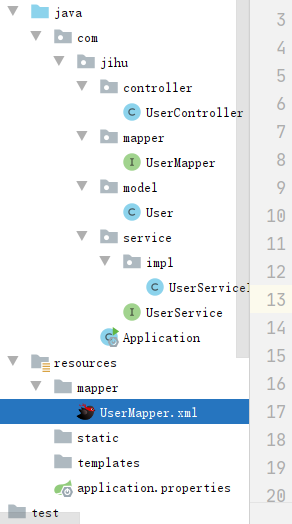 java
com
jihu
controller
UserController
mapper
UserMapper
model
User
service
impl
UserServiceI
UserService
Application
resources
mapper
UserMapper.xml
static
templates
application.properties
test
3
4
5
6
7
8
9
10
11
12
13
14
15
16
17
18
19
20